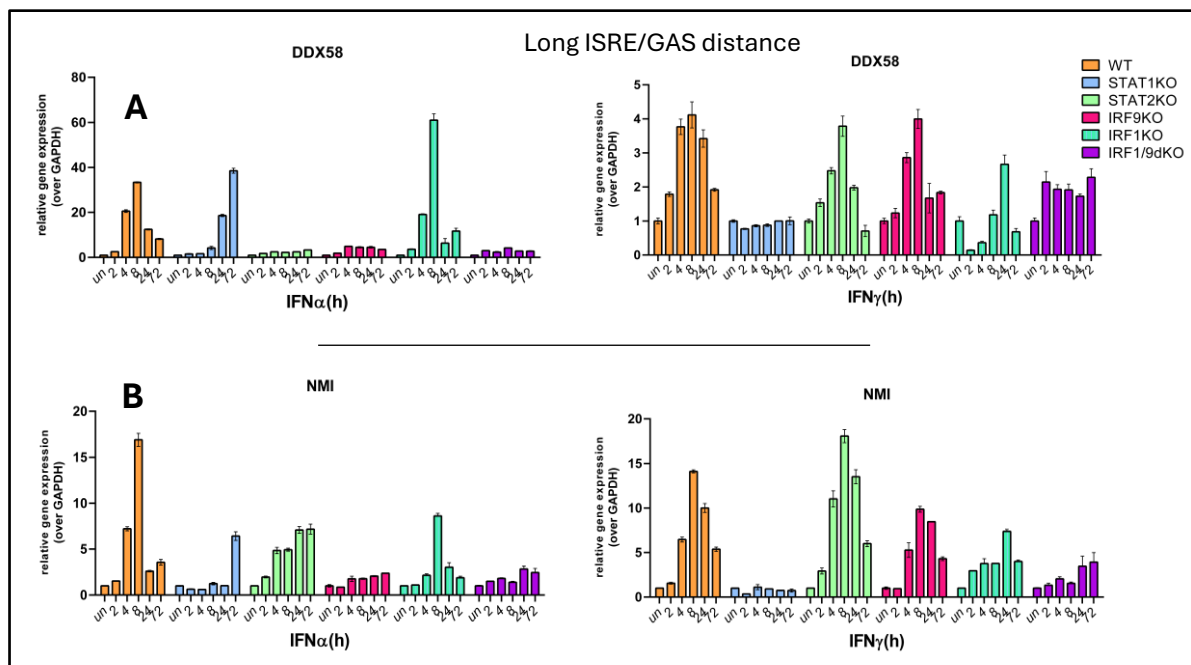 Long ISRE/GAS distance
A
DDX58
relative gene expression
(over GAPDH)
80
60
40
20
0
un 2 4 8 24 72 un 2 4 8 24 72 un 2 4 8 24 72 un 2 4 8 24 72 un 2 4 8 24 72 un 2 4 8 24 72
IFNα(h)
DDX58
relative gene expression
(over GAPDH)
5
4
3
2
1
0
un 2 4 8 24 72 un 2 4 8 24 72 un 2 4 8 24 72 un 2 4 8 24 72 un 2 4 8 24 72 un 2 4 8 24 72
IFNγ(h)
WT
STAT1KO
STAT2KO
IRF9KO
IRF1KO
IRF1/9dKO
B
NMI
relative gene expression
(over GAPDH)
20
15
10
5
0
un 2 4 8 24 72 un 2 4 8 24 72 un 2 4 8 24 72 un 2 4 8 24 72 un 2 4 8 24 72 un 2 4 8 24 72
IFNα(h)
NMI
relative gene expression
(over GAPDH)
20
15
10
5
0
un 2 4 8 24 72 un 2 4 8 24 72 un 2 4 8 24 72 un 2 4 8 24 72 un 2 4 8 24 72 un 2 4 8 24 72
IFNγ(h)